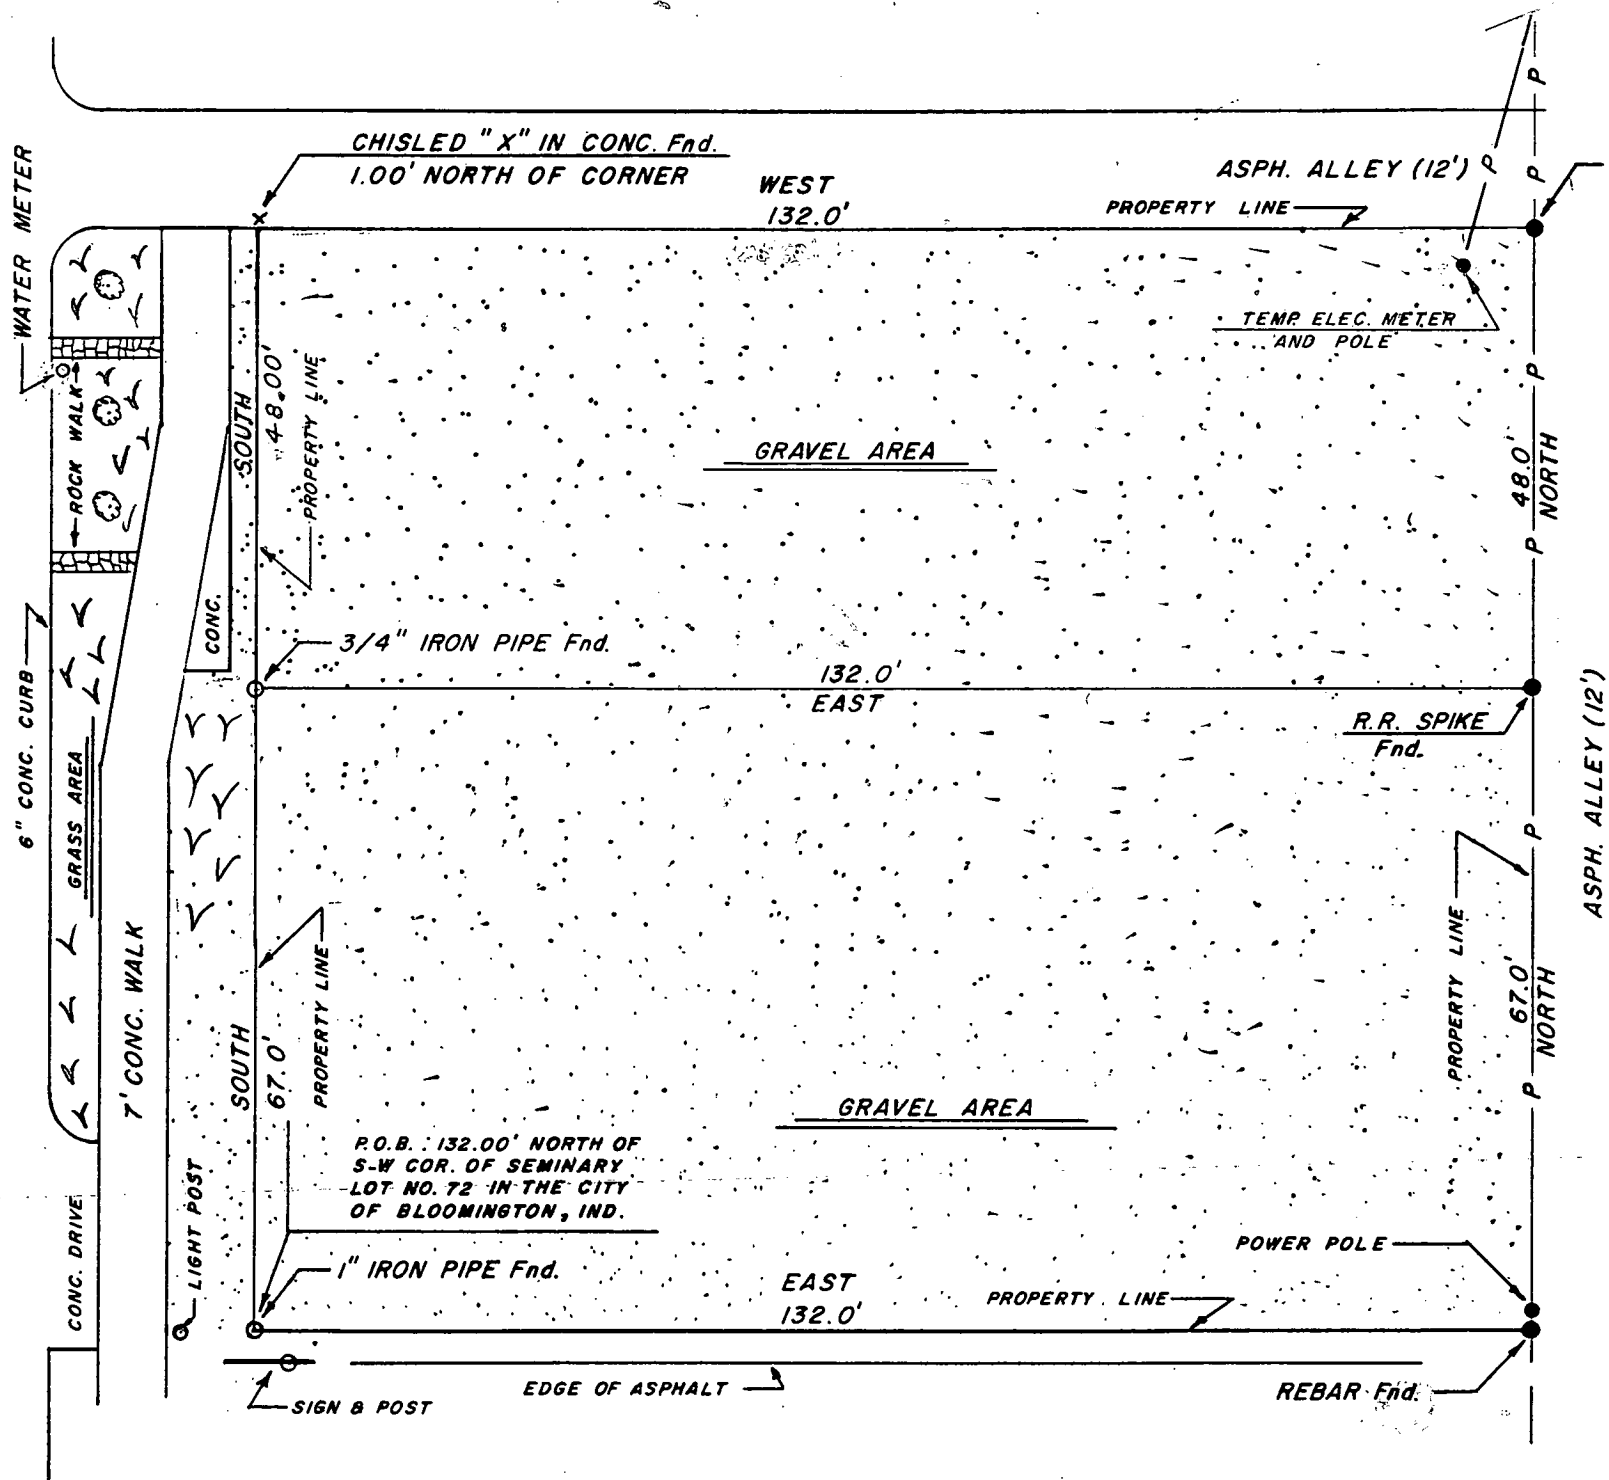 CHISLED "X" IN CONC. Fnd.
1.00' NORTH OF CORNER
WEST
132.0'
ASPH. ALLEY (12')
P
P
P
PROPERTY LINE
WATER METER
TEMP. ELEC. METER
AND POLE
SOUTH
48.00'
PROPERTY LINE
ROCK WALK
GRAVEL AREA
P
48.0'
NORTH
P
CONC.
3/4" IRON PIPE Fnd.
132.0'
EAST
R.R. SPIKE
Fnd.
6" CONC. CURB
GRASS AREA
7' CONC. WALK
ASPH. ALLEY (12')
P
PROPERTY LINE
67.0'
NORTH
P
SOUTH
67.0'
PROPERTY LINE
GRAVEL AREA
P.O.B.: 132.00' NORTH OF
S-W COR. OF SEMINARY
LOT NO. 72 IN THE CITY
OF BLOOMINGTON, IND.
CONC. DRIVE
LIGHT POST
1" IRON PIPE Fnd.
EAST
132.0'
PROPERTY LINE
POWER POLE
EDGE OF ASPHALT
SIGN & POST
REBAR Fnd.
X